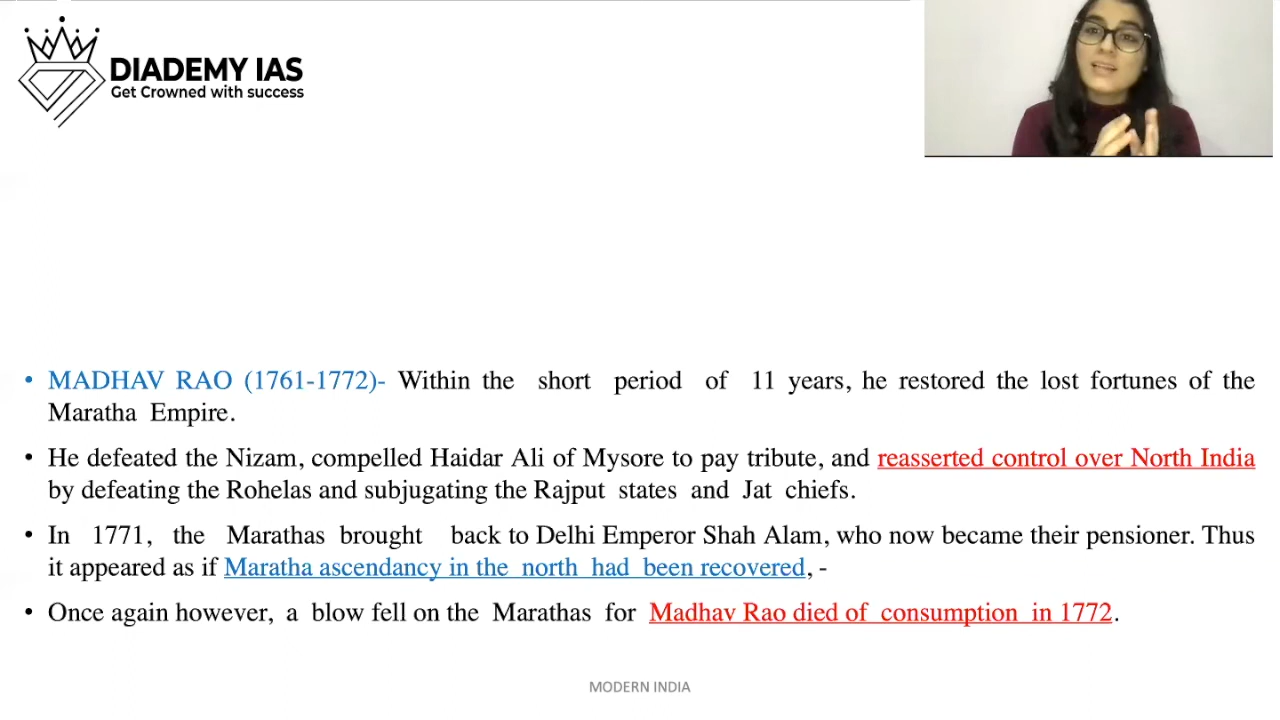 DIADEMY IAS
Get Crowned with success
• MADHAV RAO (1761-1772)- Within the short period of 11 years, he restored the lost fortunes of the
Maratha Empire.
• He defeated the Nizam, compelled Haidar Ali of Mysore to pay tribute, and reasserted control over North India
by defeating the Rohelas and subjugating the Rajput states and Jat chiefs.
• In 1771, the Marathas brought back to Delhi Emperor Shah Alam, who now became their pensioner. Thus
it appeared as if Maratha ascendancy in the north had been recovered, -
• Once again however, a blow fell on the Marathas for Madhav Rao died of consumption in 1772.
MODERN INDIA